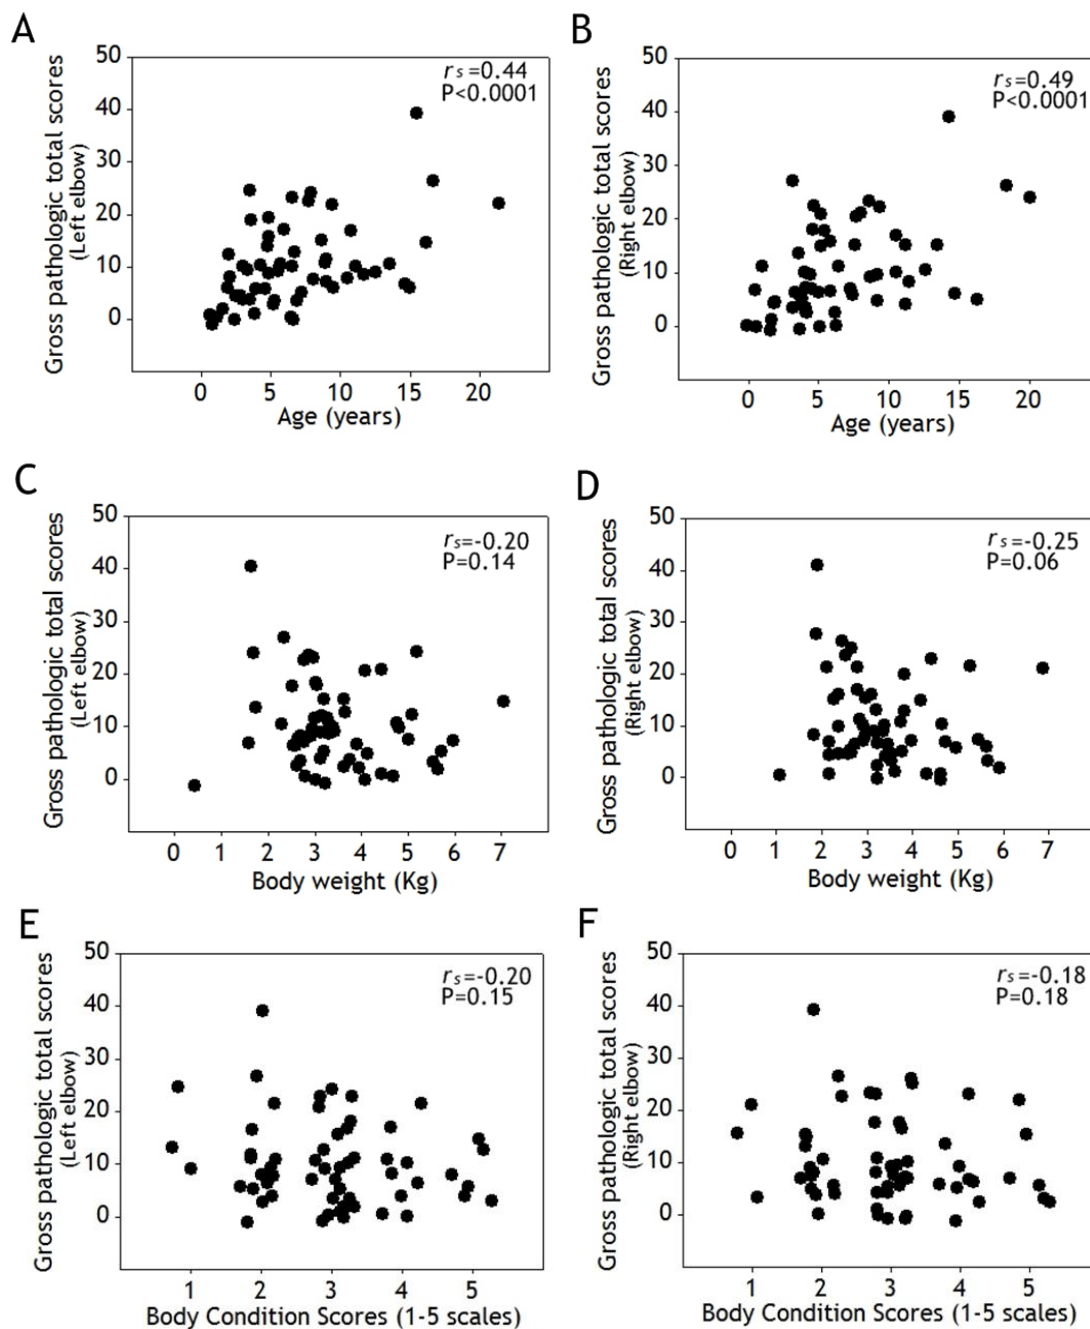 A
Gross pathologic total scores
(Left elbow)
50
40
30
20
10
0
rs=0.44
P<0.0001
0 5 10 15 20
Age (years)
B
Gross pathologic total scores
(Right elbow)
50
40
30
20
10
0
rs=0.49
P<0.0001
0 5 10 15 20
Age (years)
C
Gross pathologic total scores
(Left elbow)
50
40
30
20
10
0
rs=-0.20
P=0.14
0 1 2 3 4 5 6 7
Body weight (Kg)
D
Gross pathologic total scores
(Right elbow)
50
40
30
20
10
0
rs=-0.25
P=0.06
0 1 2 3 4 5 6 7
Body weight (Kg)
E
Gross pathologic total scores
(Left elbow)
50
40
30
20
10
0
rs=-0.20
P=0.15
1 2 3 4 5
Body Condition Scores (1-5 scales)
F
Gross pathologic total scores
(Right elbow)
50
40
30
20
10
0
rs=-0.18
P=0.18
1 2 3 4 5
Body Condition Scores (1-5 scales)